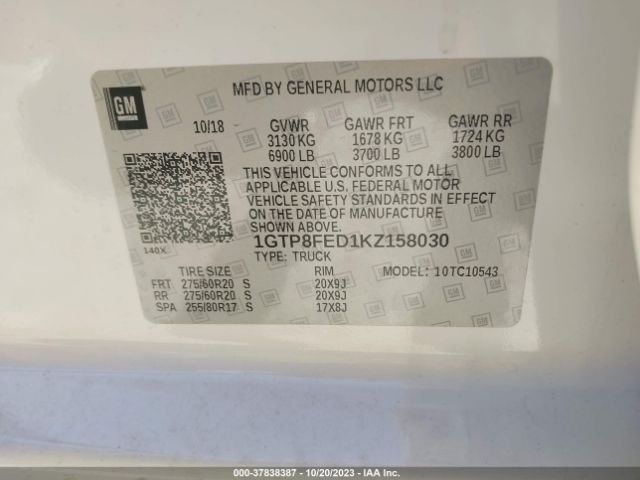 MFD BY GENERAL MOTORS LLC
GM
10/18 GVWR GAWR FRT GAWR RR
3130 KG 1678 KG 1724 KG
6900 LB 3700 LB 3800 LB
THIS VEHICLE CONFORMS TO ALL
APPLICABLE U.S. FEDERAL MOTOR
VEHICLE SAFETY STANDARDS IN EFFECT
ON THE DATE OF MANUFACTURE
SHOWN ABOVE.
140X 1GTP8FED1KZ158030
TYPE: TRUCK
TIRE SIZE RIM MODEL: 10TC10543
FRT 275/60R20 S 20X9J
RR 275/60R20 S 20X9J
SPA 255/80R17 S 17X8J
000-37838387 - 10/20/2023 - IAA Inc.